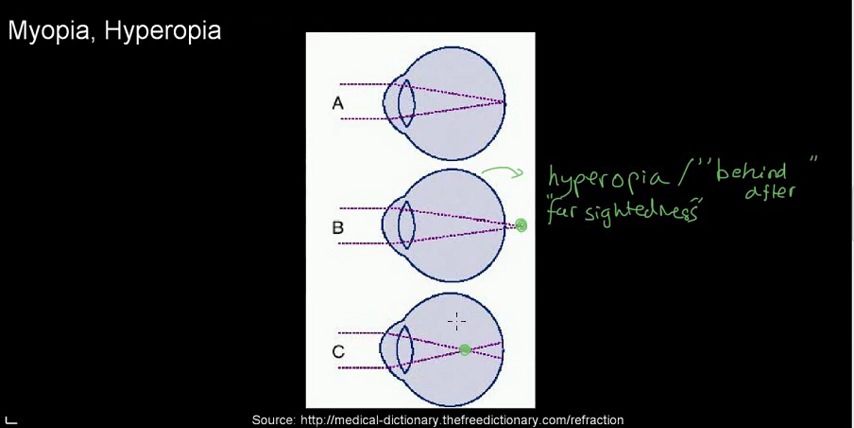 Myopia, Hyperopia
A
B
C
hyperopia / "behind"
after
"far sightedness"
Source: http://medical-dictionary.thefreedictionary.com/refraction